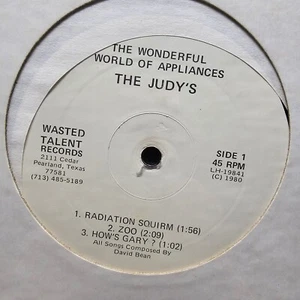 THE WONDERFUL
WORLD OF APPLIANCES
THE JUDY'S
WASTED
TALENT
RECORDS
2111 Cedar
Pearland, Texas
77581
(713) 485-5189
SIDE 1
45 RPM
LH-19841
(C) 1980
1. RADIATION SQUIRM (1:56)
2. ZOO (2:09)
3. HOW'S GARY ? (1:02)
All Songs Composed By
David Bean